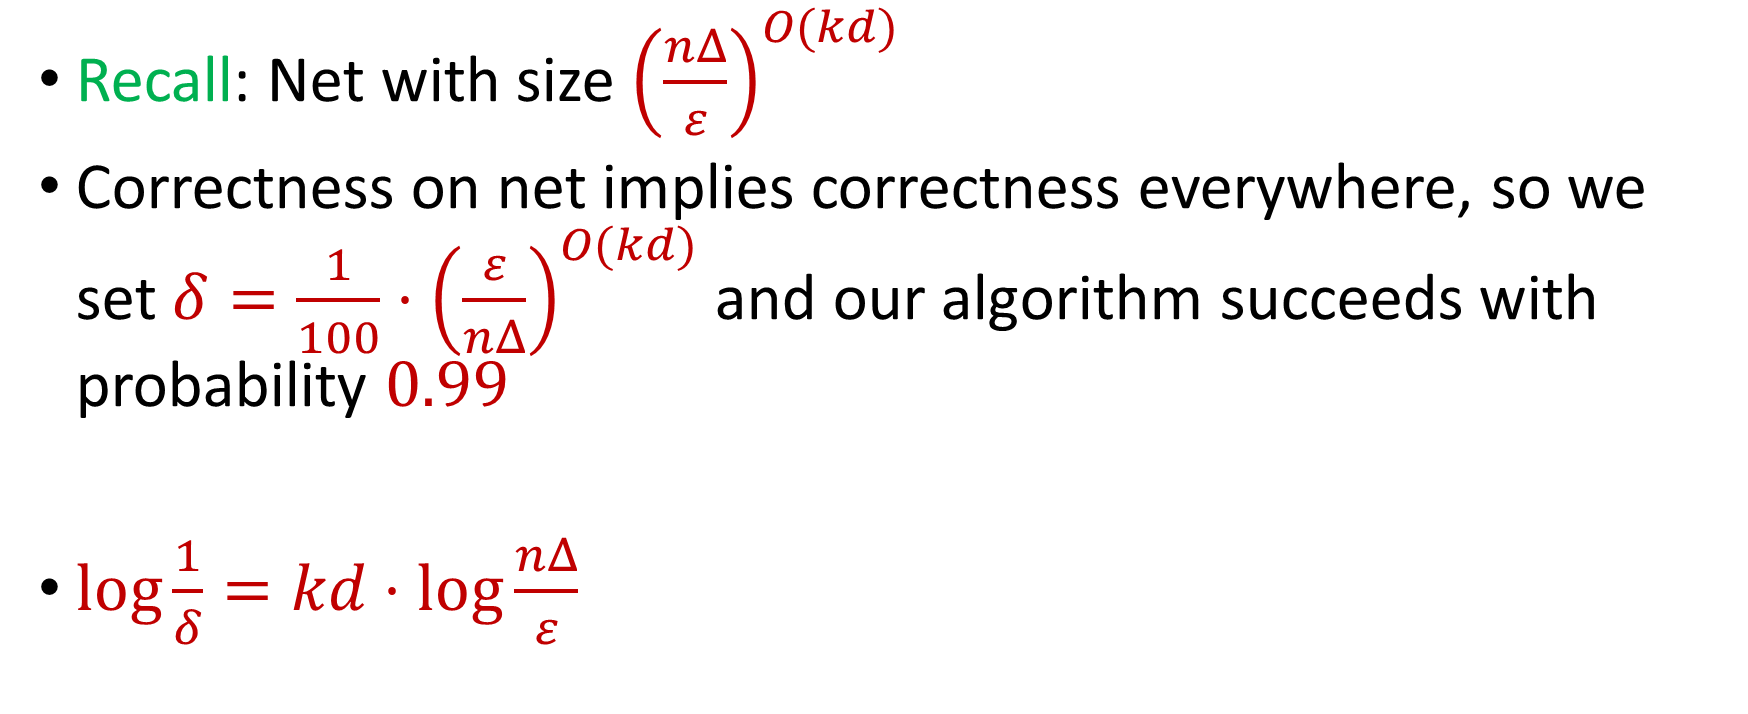 • Recall: Net with size (nΔ/ε)^{O(kd)}
• Correctness on net implies correctness everywhere, so we
set δ = 1/100 · (ε/nΔ)^{O(kd)} and our algorithm succeeds with
probability 0.99
• log 1/δ = kd · log nΔ/ε